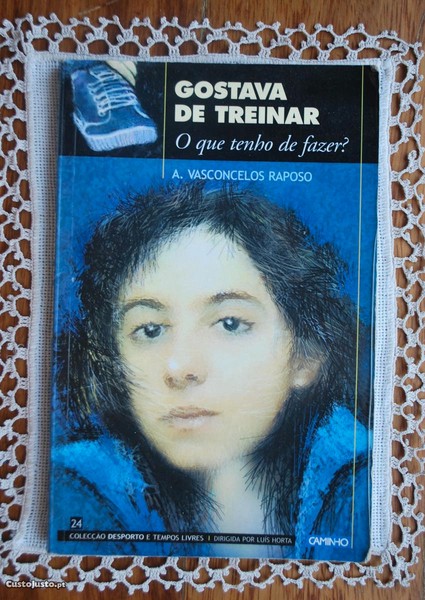 GOSTAVA
DE TREINAR
O que tenho de fazer?
A. VASCONCELOS RAPOSO
24
COLECÇÃO DESPORTO E TEMPOS LIVRES | DIRIGIDA POR LUÍS HORTA
CAMINHO
CustoJusto.pt